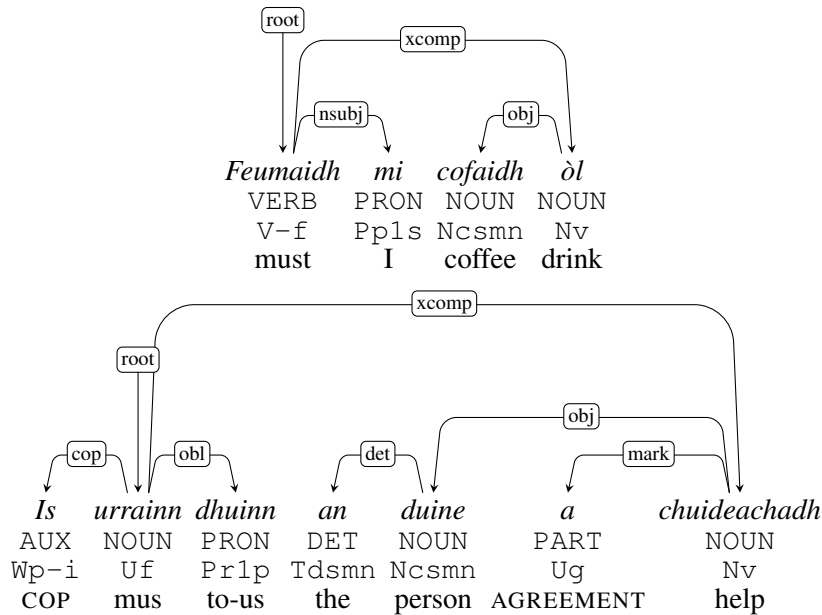 root
xcomp
nsubj obj
Feumaidh mi cofaidh òl
VERB PRON NOUN NOUN
V-f Pp1s Ncsmn Nv
must I coffee drink
xcomp
root
obj
cop obl det mark
Is urrainn dhuinn an duine a chuideachadh
AUX NOUN PRON DET NOUN PART NOUN
Wp-i Uf Pr1p Tdsmn Ncsmn Ug Nv
COP mus to-us the person AGREEMENT help